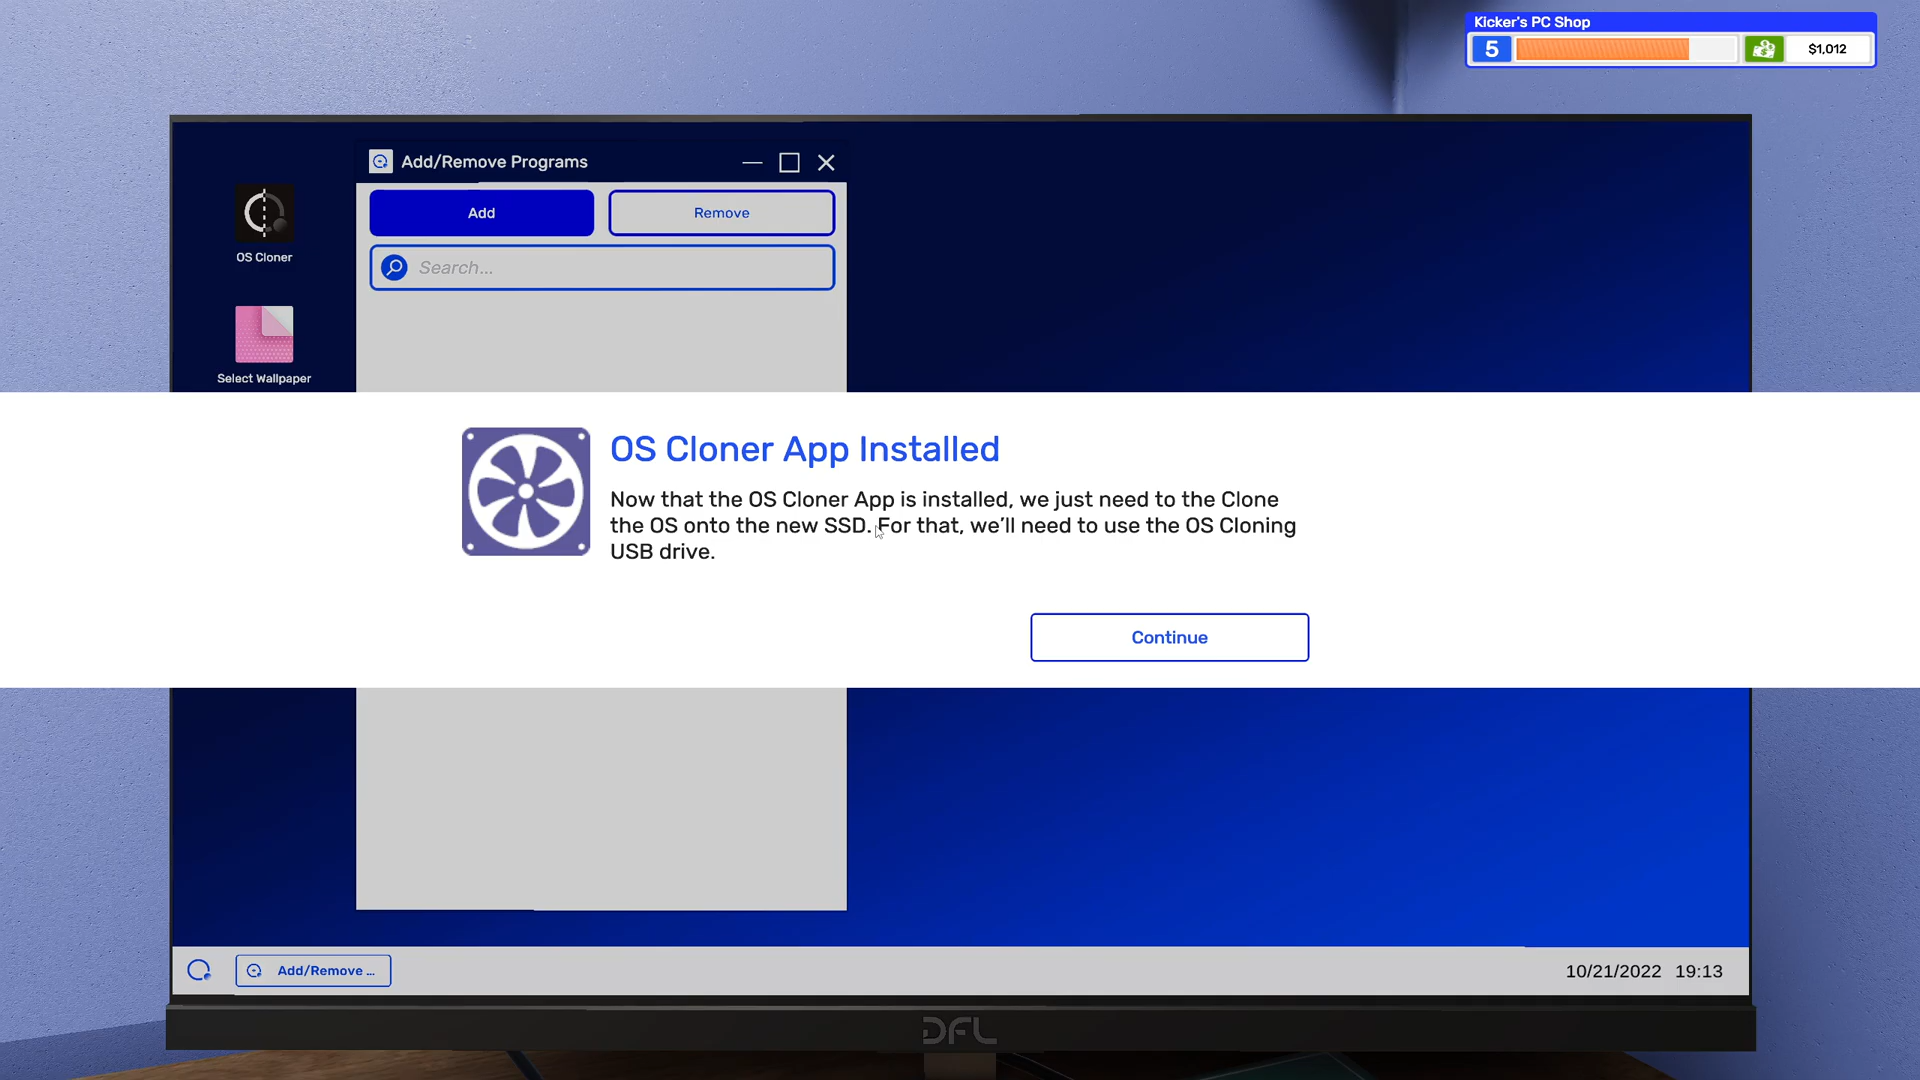 Kicker's PC Shop
5
$1,012
Add/Remove Programs
Add
Remove
Search...
OS Cloner
Select Wallpaper
OS Cloner App Installed
Now that the OS Cloner App is installed, we just need to the Clone
the OS onto the new SSD. For that, we'll need to use the OS Cloning
USB drive.
Continue
Add/Remove ...
10/21/2022 19:13
DFL